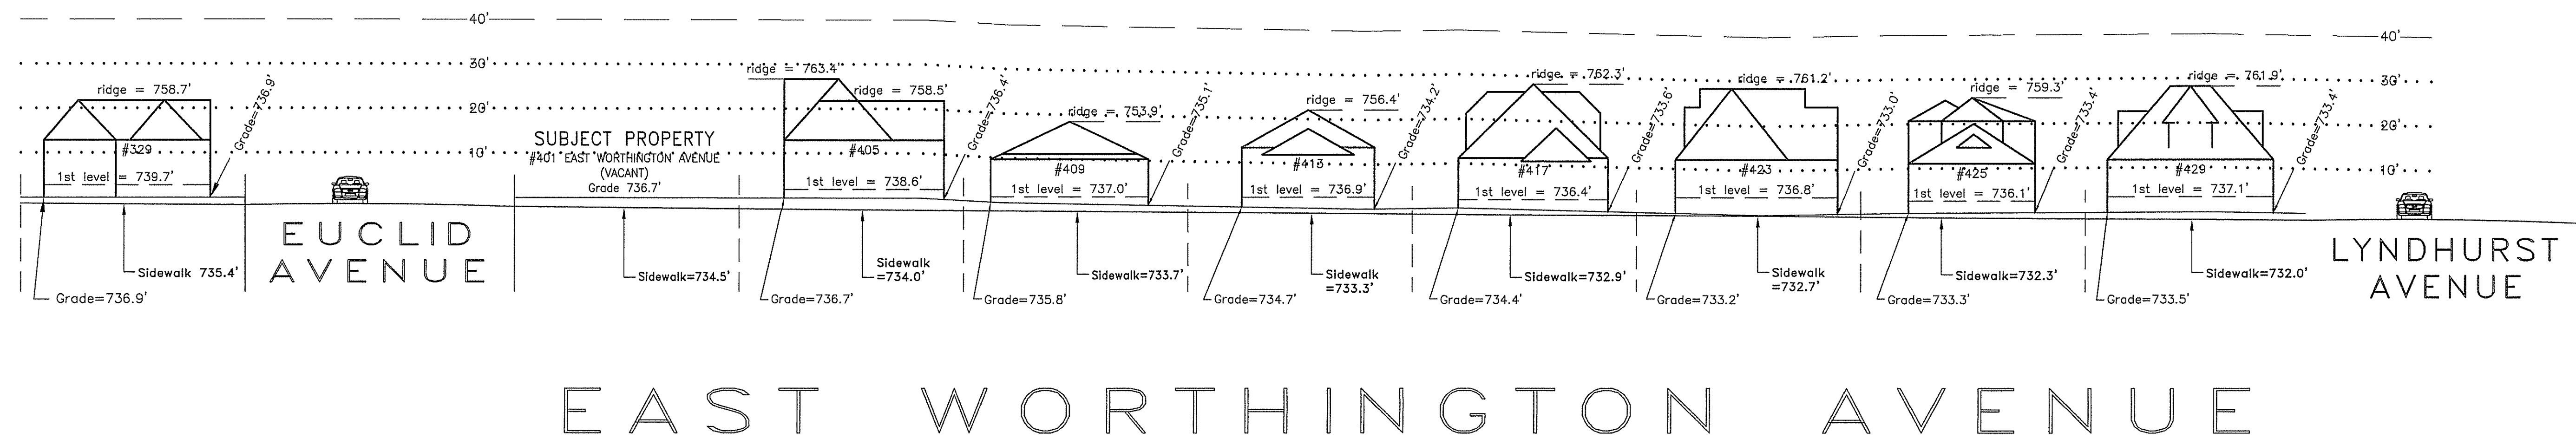 40'
30'
20'
10'
ridge = 758.7'
Grade=736.9'
#329
1st level = 739.7'
Sidewalk 735.4'
Grade=736.9'
EUCLID
AVENUE
SUBJECT PROPERTY
#401 EAST WORTHINGTON AVENUE
(VACANT)
Grade 736.7'
Sidewalk=734.5'
ridge = 763.4'
ridge = 758.5'
Grade=736.4'
#405
1st level = 738.6'
Sidewalk
=734.0'
Grade=736.7'
ridge = 753.9'
Grade=735.1'
#409
1st level = 737.0'
Sidewalk=733.7'
Grade=735.8'
ridge = 756.4'
Grade=734.2'
#413
1st level = 736.9'
Sidewalk
=733.3'
Grade=734.7'
ridge = 762.3'
Grade=733.6'
#417
1st level = 736.4'
Sidewalk=732.9'
Grade=734.4'
ridge = 761.2'
Grade=733.0'
#423
1st level = 736.8'
Sidewalk
=732.7'
Grade=733.2'
ridge = 759.3'
Grade=733.4'
#425
1st level = 736.1'
Sidewalk=732.3'
Grade=733.3'
ridge = 761.9'
Grade=733.4'
#429
1st level = 737.1'
Sidewalk=732.0'
Grade=733.5'
40'
30'
20'
10'
LYNDHURST
AVENUE
EAST WORTHINGTON AVENUE